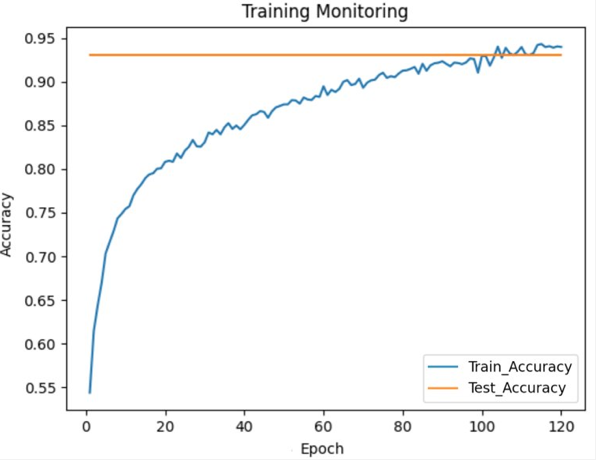 Training Monitoring
Accuracy
0.95
0.90
0.85
0.80
0.75
0.70
0.65
0.60
0.55
Train_Accuracy
Test_Accuracy
0 20 40 60 80 100 120
Epoch